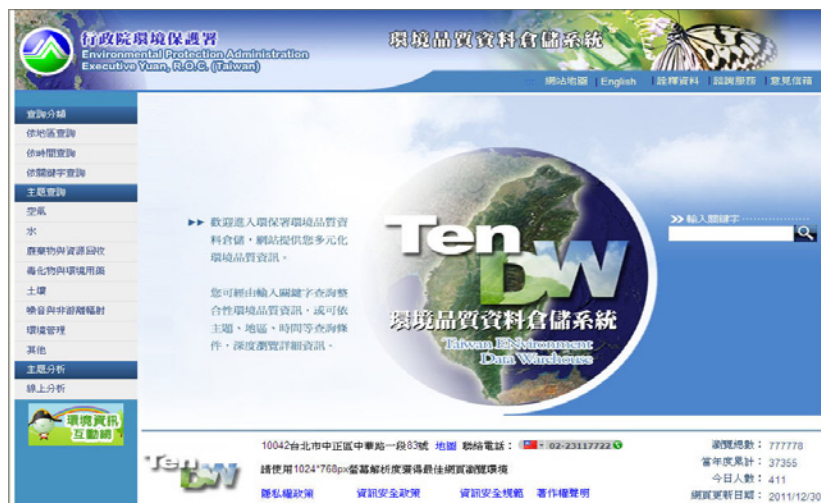 行政院環境保護署
Environmental Protection Administration
Executive Yuan, R.O.C. (Taiwan)
環境品質資料倉儲系統
網站地圖 | English | 詮釋資料 | 諮詢服務 | 意見信箱
查詢分類
依地區查詢
依時間查詢
依關鍵字查詢
主題查詢
空氣
水
廢棄物與資源回收
毒化物與環境用藥
土壤
噪音與非游離輻射
環境管理
其他
主題分析
線上分析
環境資訊
互動網
歡迎進入環保署環境品質資
料倉儲，網站提供您多元化
環境品質資訊。
您可經由輸入關鍵字查詢整
合性環境品質資訊，或可依
主題、地區、時間等查詢條
件，深度瀏覽詳細資訊。
Ten
DW
環境品質資料倉儲系統
Taiwan ENvironment
Data Warehouse
輸入關鍵字
Ten DW
10042台北市中正區中華路一段83號 地圖 聯絡電話： 02-23117722
請使用1024*768px螢幕解析度獲得最佳網頁瀏覽環境
隱私權政策 資訊安全政策 資訊安全規範 著作權聲明
瀏覽總數： 777778
當年度累計： 37355
今日人數： 411
網頁更新日期： 2011/12/30